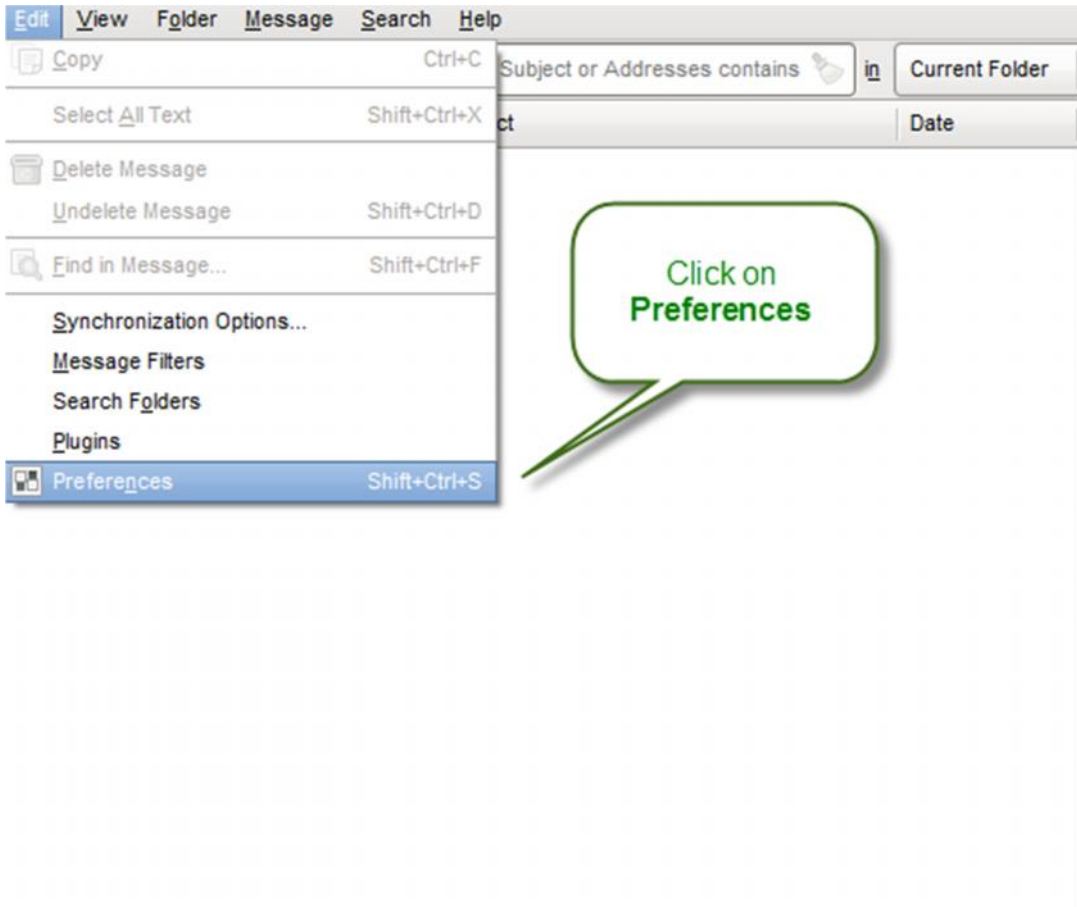 Edit View Folder Message Search Help
Copy Ctrl+C
Subject or Addresses contains in Current Folder
Select All Text Shift+Ctrl+X
ct Date
Delete Message
Undelete Message Shift+Ctrl+D
Find in Message... Shift+Ctrl+F
Click on
Preferences
Synchronization Options...
Message Filters
Search Folders
Plugins
Preferences Shift+Ctrl+S